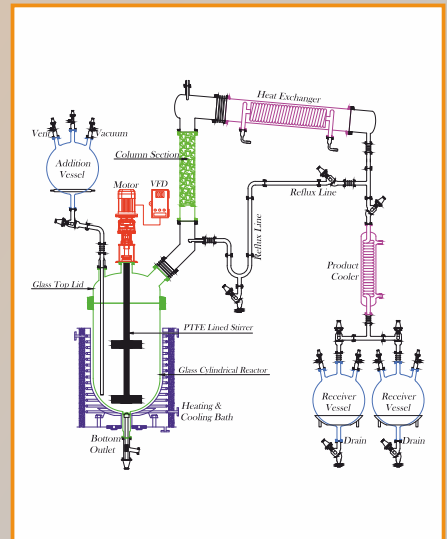 Heat Exchanger
Vent
Vacuum
Column Section
Addition
Vessel
Motor
VFD
Reflux Line
Reflux Line
Product
Cooler
Glass Top Lid
PTFE Lined Stirrer
Glass Cylindrical Reactor
Receiver
Vessel
Receiver
Vessel
Heating &
Cooling Bath
Bottom
Outlet
Drain
Drain